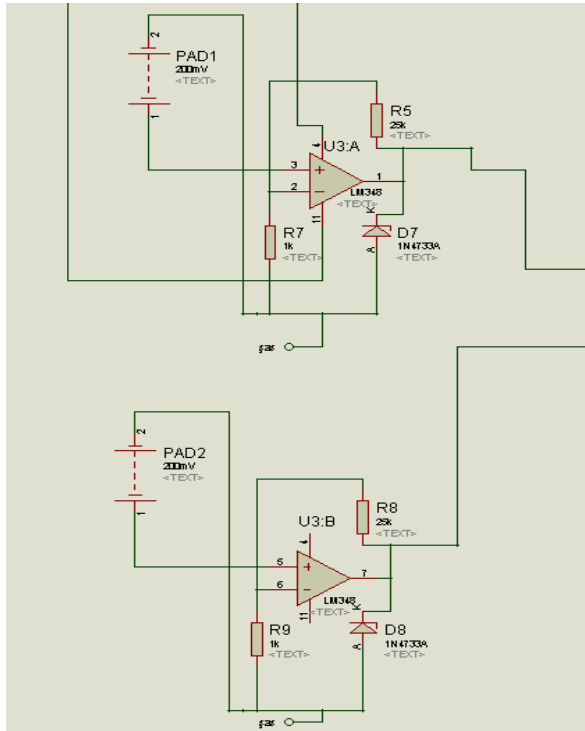 2
PAD1
200mV
<TEXT>
1
R5
25k
<TEXT>
4
U3:A
3
2
1
LM348
<TEXT>
11
R7
1k
<TEXT>
K
D7
1N4733A
<TEXT>
A
şas
2
PAD2
200mV
<TEXT>
1
R8
25k
<TEXT>
U3:B
4
5
6
7
LM348
<TEXT>
11
R9
1k
<TEXT>
K
D8
1N4733A
<TEXT>
A
şas